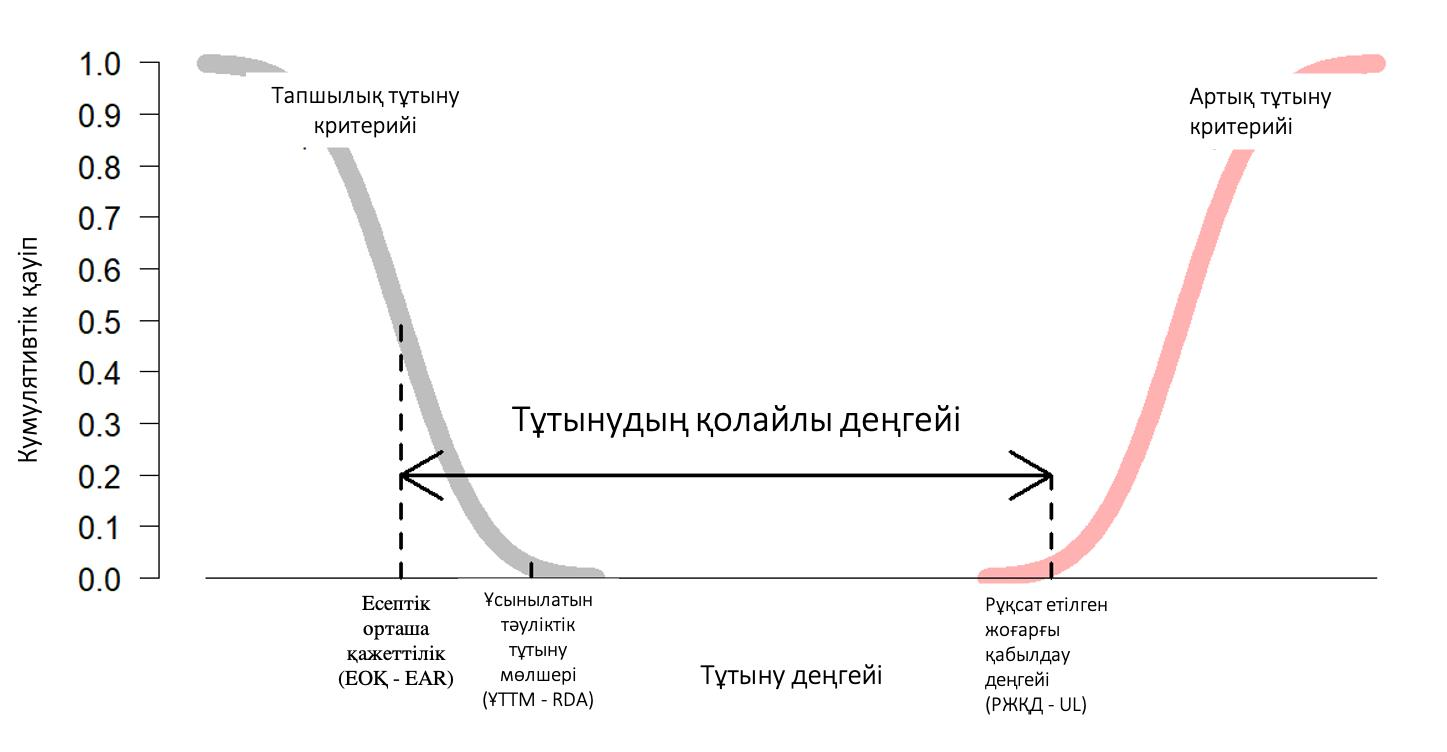 1.0
0.9
0.8
0.7
0.6
0.5
0.4
0.3
0.2
0.1
0.0
Кумулятивтік қауіп
Тапшылық тұтыну
критерийі
Артық тұтыну
критерийі
Тұтынудың қолайлы деңгейі
Есептік
орташа
қажеттілік
(ЕОҚ - EAR)
Ұсынылатын
тәуліктік
тұтыну
мөлшері
(ҰТТМ - RDA)
Тұтыну деңгейі
Рұқсат етілген
жоғарғы
қабылдау
деңгейі
(РЖҚД - UL)